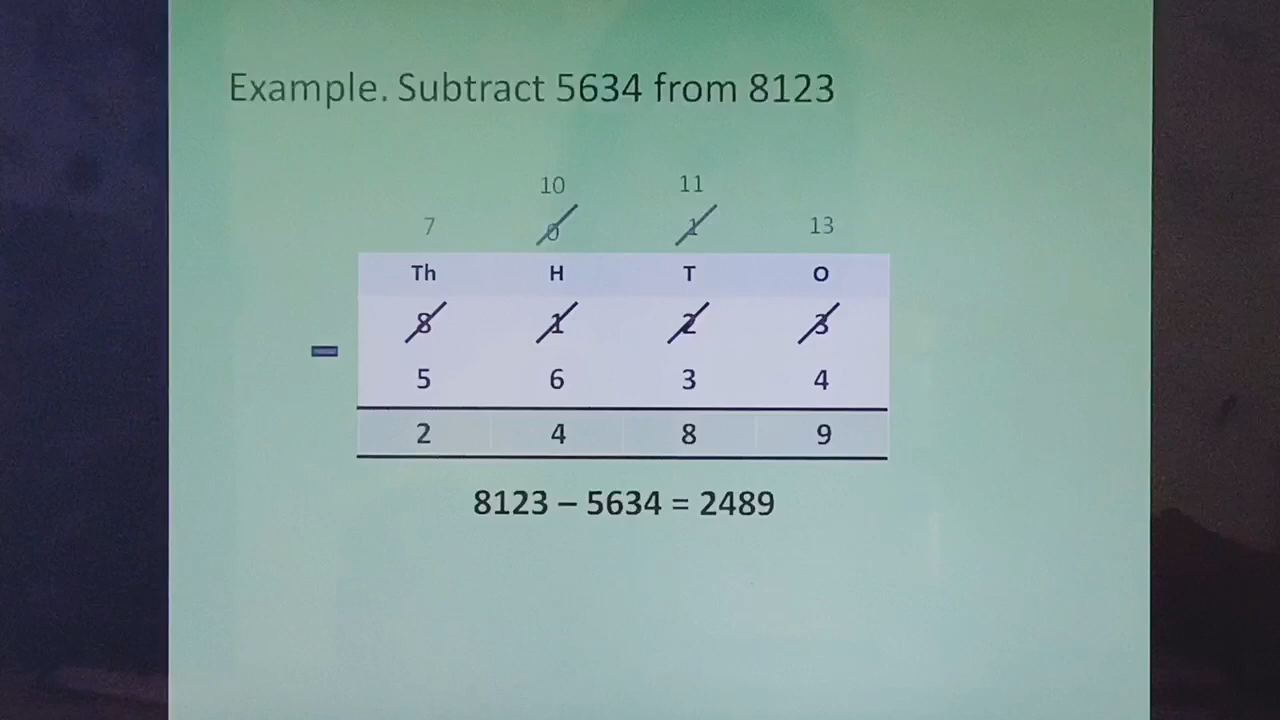 Example. Subtract 5634 from 8123
10 11
7 0 1 13
Th H T O
8 1 2 3
5 6 3 4
2 4 8 9
8123 – 5634 = 2489